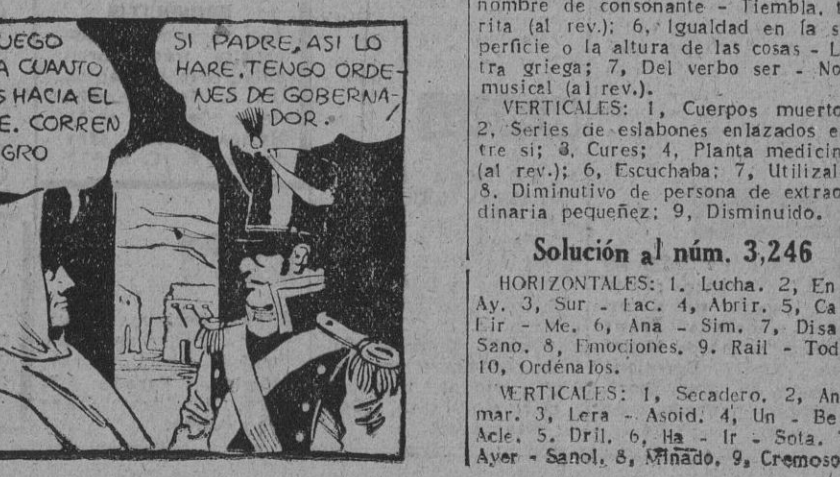 UEGO
A CUANTO
S HACIA EL
E. CORREN
GRO
SI PADRE, ASI LO
HARE. TENGO ORDE-
NES DE GOBERNA-
DOR.
nombre de consonante - Tiembla, t
rita (al rev.); 6, Igualdad en la s
perficie o la altura de las cosas - L
tra griega; 7, Del verbo ser - No
musical (al rev.).
VERTICALES: 1, Cuerpos muerto
2, Series de eslabones enlazados e
tre si; 3, Cures; 4, Planta medicin
(al rev.); 6, Escuchaba; 7, Utilizal
8. Diminutivo de persona de extrao
dinaria pequeñez; 9, Disminuido.
Solución al núm. 3,246
HORIZONTALES: 1. Lucha. 2, En
Ay. 3, Sur - Lac. 4, Abrir. 5, Ca
Lir - Me. 6, Ana - Sim. 7, Disa
Sano. 8, Emociones. 9. Rail - Tod
10, Ordénalos.
VERTICALES: 1, Secadero. 2, An
mar. 3, Lera - Asoid. 4, Un - Be
Acle. 5. Dril. 6, Ha - Ir - Sota.
Ayer - Sanol. 8, Minado. 9, Cremoso